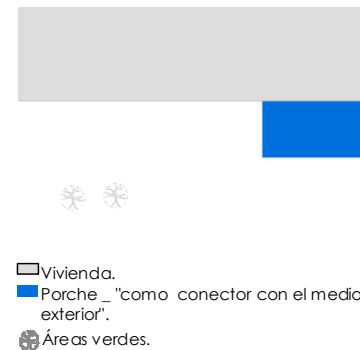 Vivienda.
Porche _ "como conector con el medio
exterior".
Áreas verdes.